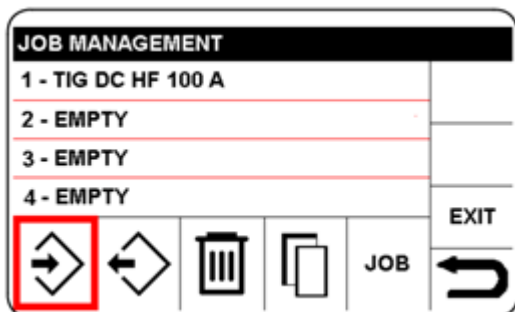 JOB MANAGEMENT
1 - TIG DC HF 100 A
2 - EMPTY
3 - EMPTY
4 - EMPTY
EXIT
JOB